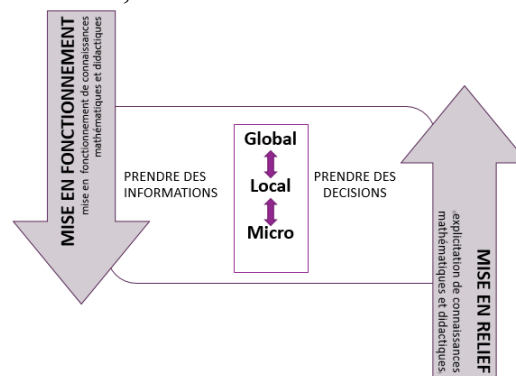 MISE EN FONCTIONNEMENT
mise en fonctionnement de connaissances
mathématiques et didactiques
PRENDRE DES
INFORMATIONS
Global
Local
Micro
PRENDRE DES
DECISIONS
MISE EN RELIEF
explicitation de connaissances
mathématiques et didactiques